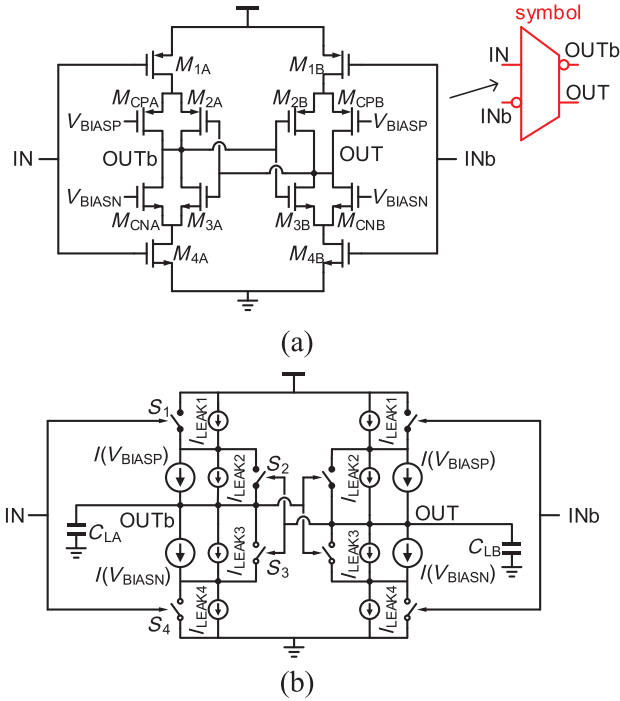 symbol
IN
OUTb
INb
OUT
M1A
M1B
MCPA
M2A
M2B
MCPB
VBIASP
VBIASP
IN
OUTb
OUT
INb
VBIASN
VBIASN
MCNA
M3A
M3B
MCNB
M4A
M4B
(a)
S1
ILEAK1
ILEAK1
I(VBIASP)
ILEAK2
S2
ILEAK2
I(VBIASP)
IN
CLA
OUTb
OUT
CLB
INb
I(VBIASN)
ILEAK3
S3
ILEAK3
I(VBIASN)
S4
ILEAK4
ILEAK4
(b)